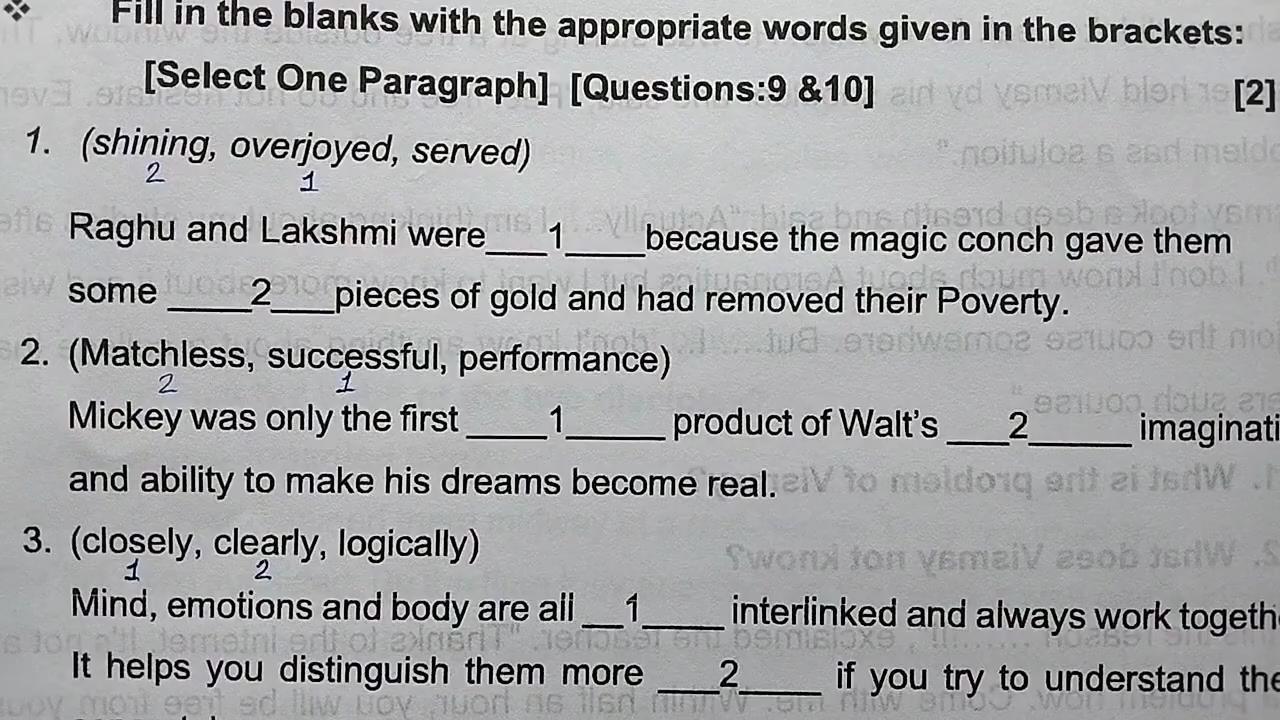 ❖ Fill in the blanks with the appropriate words given in the brackets:
[Select One Paragraph] [Questions:9 &10] [2]
1. (shining, overjoyed, served)
2 1
Raghu and Lakshmi were___1____because the magic conch gave them
some _____2____pieces of gold and had removed their Poverty.
2. (Matchless, successful, performance)
2 1
Mickey was only the first _____1______ product of Walt's ____2______ imaginati
and ability to make his dreams become real.
3. (closely, clearly, logically)
1 2
Mind, emotions and body are all __1_____ interlinked and always work togeth
It helps you distinguish them more ____2_____ if you try to understand the